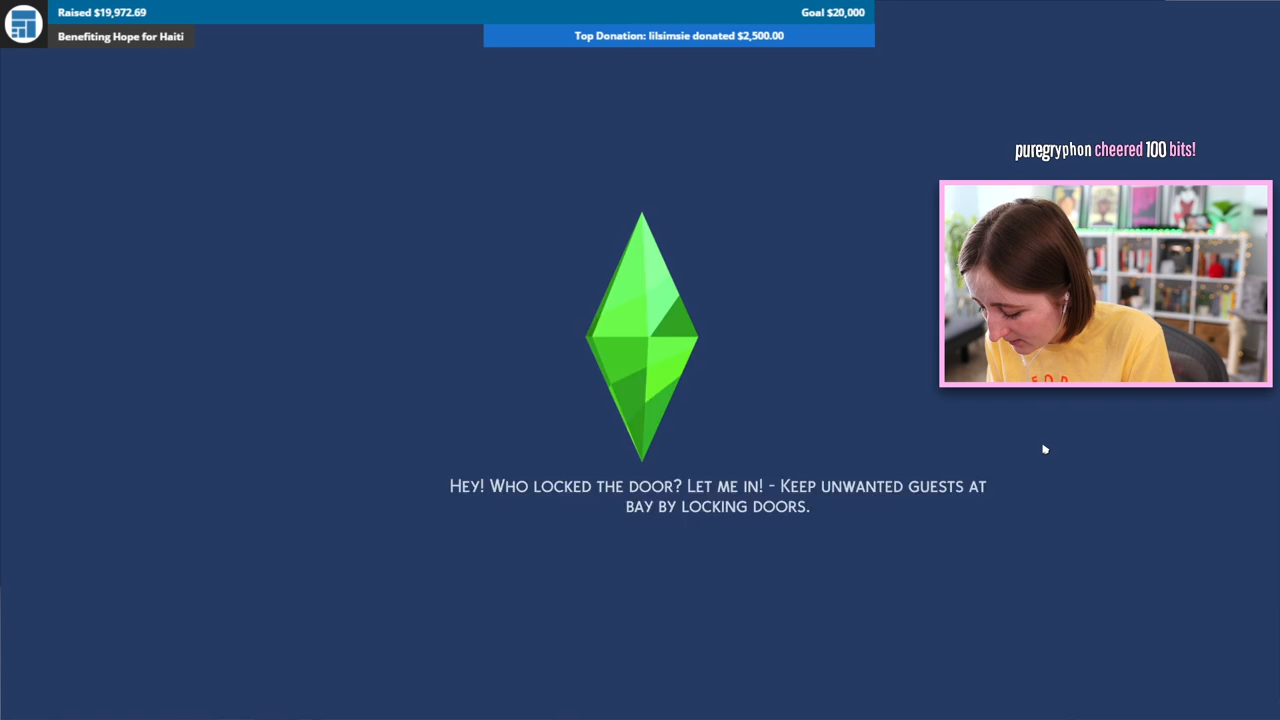 Raised $19,972.69
Goal $20,000
Benefiting Hope for Haiti
Top Donation: lilsimsie donated $2,500.00
puregryphon cheered 100 bits!
HEY! WHO LOCKED THE DOOR? LET ME IN! - KEEP UNWANTED GUESTS AT
BAY BY LOCKING DOORS.